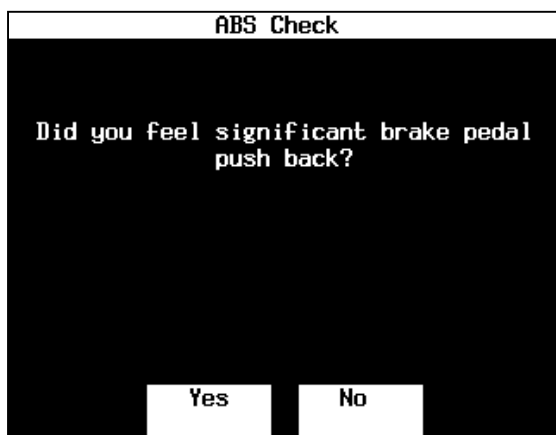 ABS Check
Did you feel significant brake pedal
push back?
Yes
No